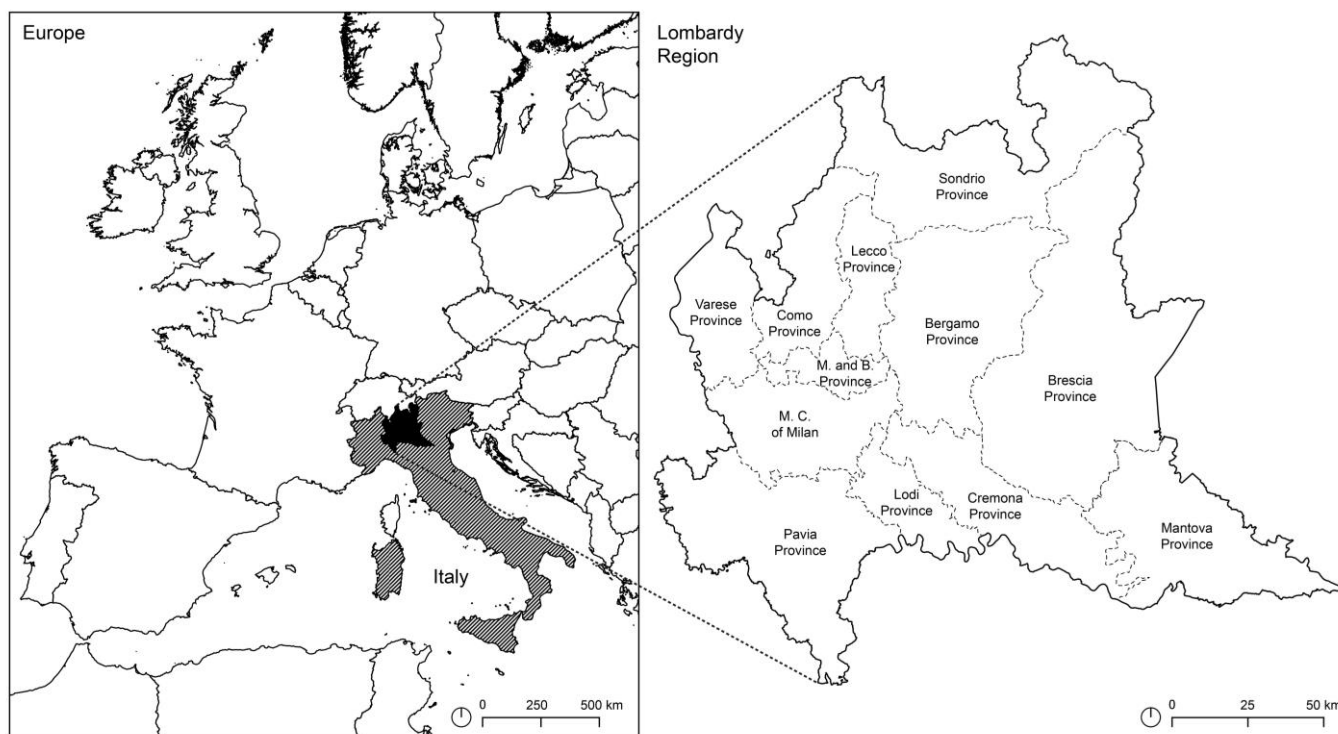 Europe
Italy
0 250 500 km
Lombardy
Region
Sondrio
Province
Lecco
Province
Varese
Province
Como
Province
Bergamo
Province
M. and B.
Province
Brescia
Province
M. C.
of Milan
Lodi
Province
Cremona
Province
Pavia
Province
Mantova
Province
0 25 50 km